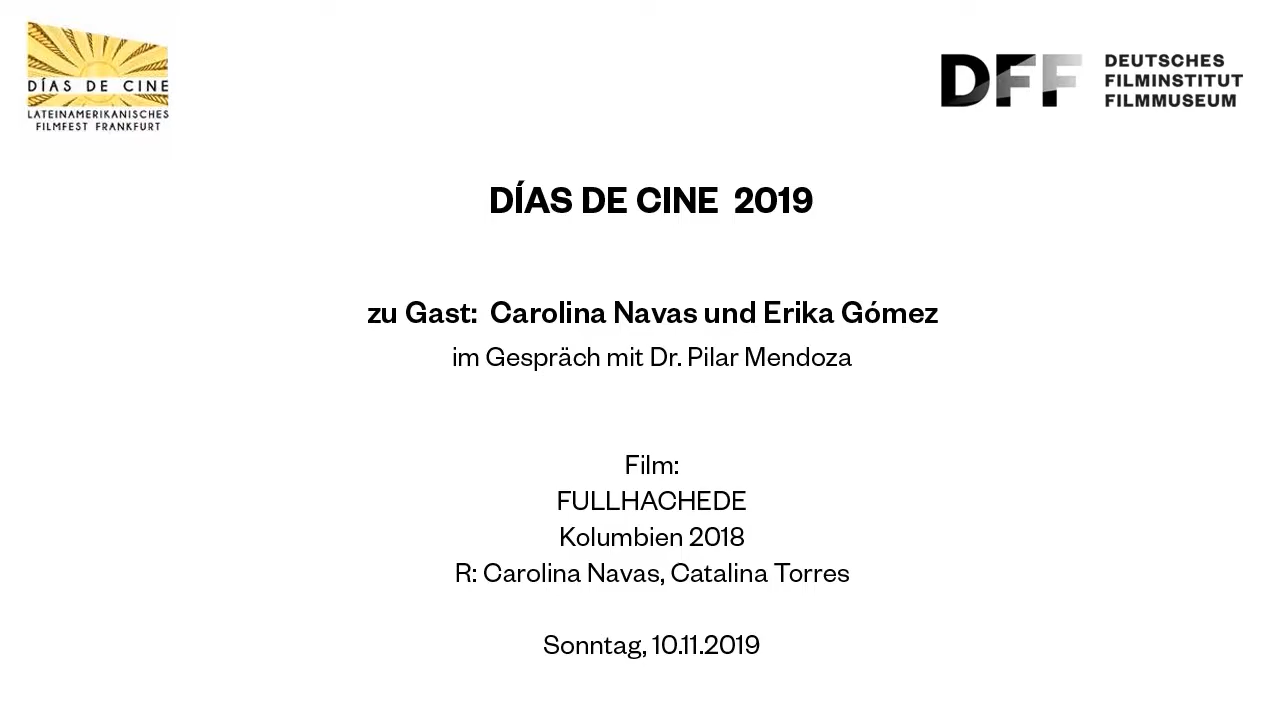 DÍAS DE CINE
LATEINAMERIKANISCHES
FILMFEST FRANKFURT
DFF
DEUTSCHES
FILMINSTITUT
FILMMUSEUM
DÍAS DE CINE 2019
zu Gast: Carolina Navas und Erika Gómez
im Gespräch mit Dr. Pilar Mendoza
Film:
FULLHACHEDE
Kolumbien 2018
R: Carolina Navas, Catalina Torres
Sonntag, 10.11.2019